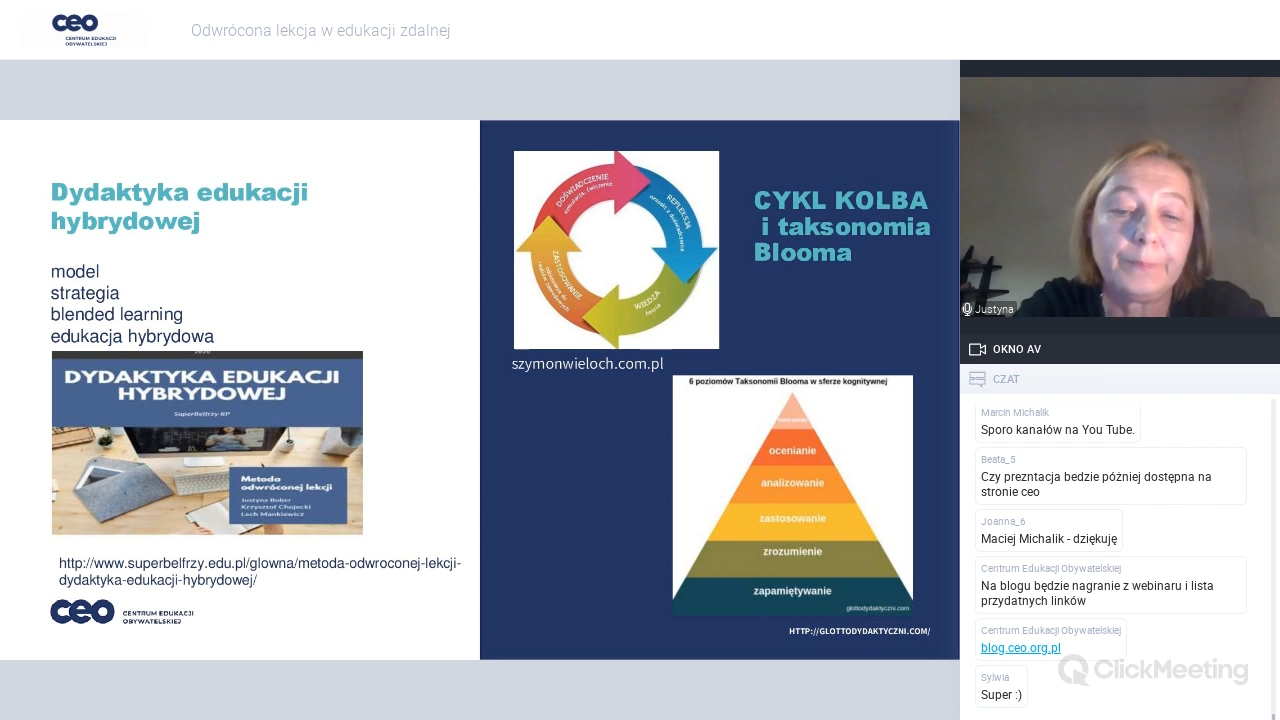 ceo
CENTRUM EDUKACJI
OBYWATELSKIEJ
Odwrócona lekcja w edukacji zdalnej
Dydaktyka edukacji
hybrydowej
model
strategia
blended learning
edukacja hybrydowa
2020
DYDAKTYKA EDUKACJI
HYBRYDOWEJ
SuperBelfrzy RP
Metoda
odwróconej lekcji
Justyna Bober
Krzysztof Chojecki
Lech Mankiewicz
http://www.superbelfrzy.edu.pl/glowna/metoda-odwroconej-lekcji-
dydaktyka-edukacji-hybrydowej/
ceo
CENTRUM EDUKACJI
OBYWATELSKIEJ
DOŚWIADCZENIE
symulacja, ćwiczenie
REFLEKSJA
wnioski z doświadczenia
WIEDZA
teoria
ZASTOSOWANIE
CYKL KOLBA
i taksonomia
Blooma
szymonwieloch.com.pl
6 poziomów Taksonomii Blooma w sferze kognitywnej
ocenianie
analizowanie
zastosowanie
zrozumienie
zapamiętywanie
glottodydaktyczni.com
HTTP://GLOTTODYDAKTYCZNI.COM/
Justyna
OKNO AV
CZAT
Marcin Michalik
Sporo kanałów na You Tube.
Beata_5
Czy prezntacja bedzie później dostępna na
stronie ceo
Joanna_6
Maciej Michalik - dziękuję
Centrum Edukacji Obywatelskiej
Na blogu będzie nagranie z webinaru i lista
przydatnych linków
Centrum Edukacji Obywatelskiej
blog.ceo.org.pl
Sylwia
Super :)
ClickMeeting